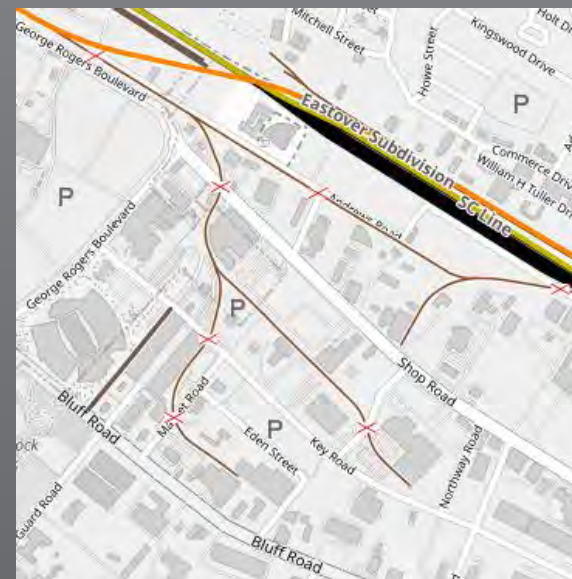 Mitchell Street
Kingswood Drive
Holt Dr
George Rogers Boulevard
Howe Street
P
Eastover Subdivision
SC Line
Commerce Driv
William H Tuller Dri
P
Andrews Road
George Rogers Boulevard
P
Shop Road
Market Road
Bluff Road
P
Eden Street
Key Road
Northway Road
ock
Guard Road
Bluff Road